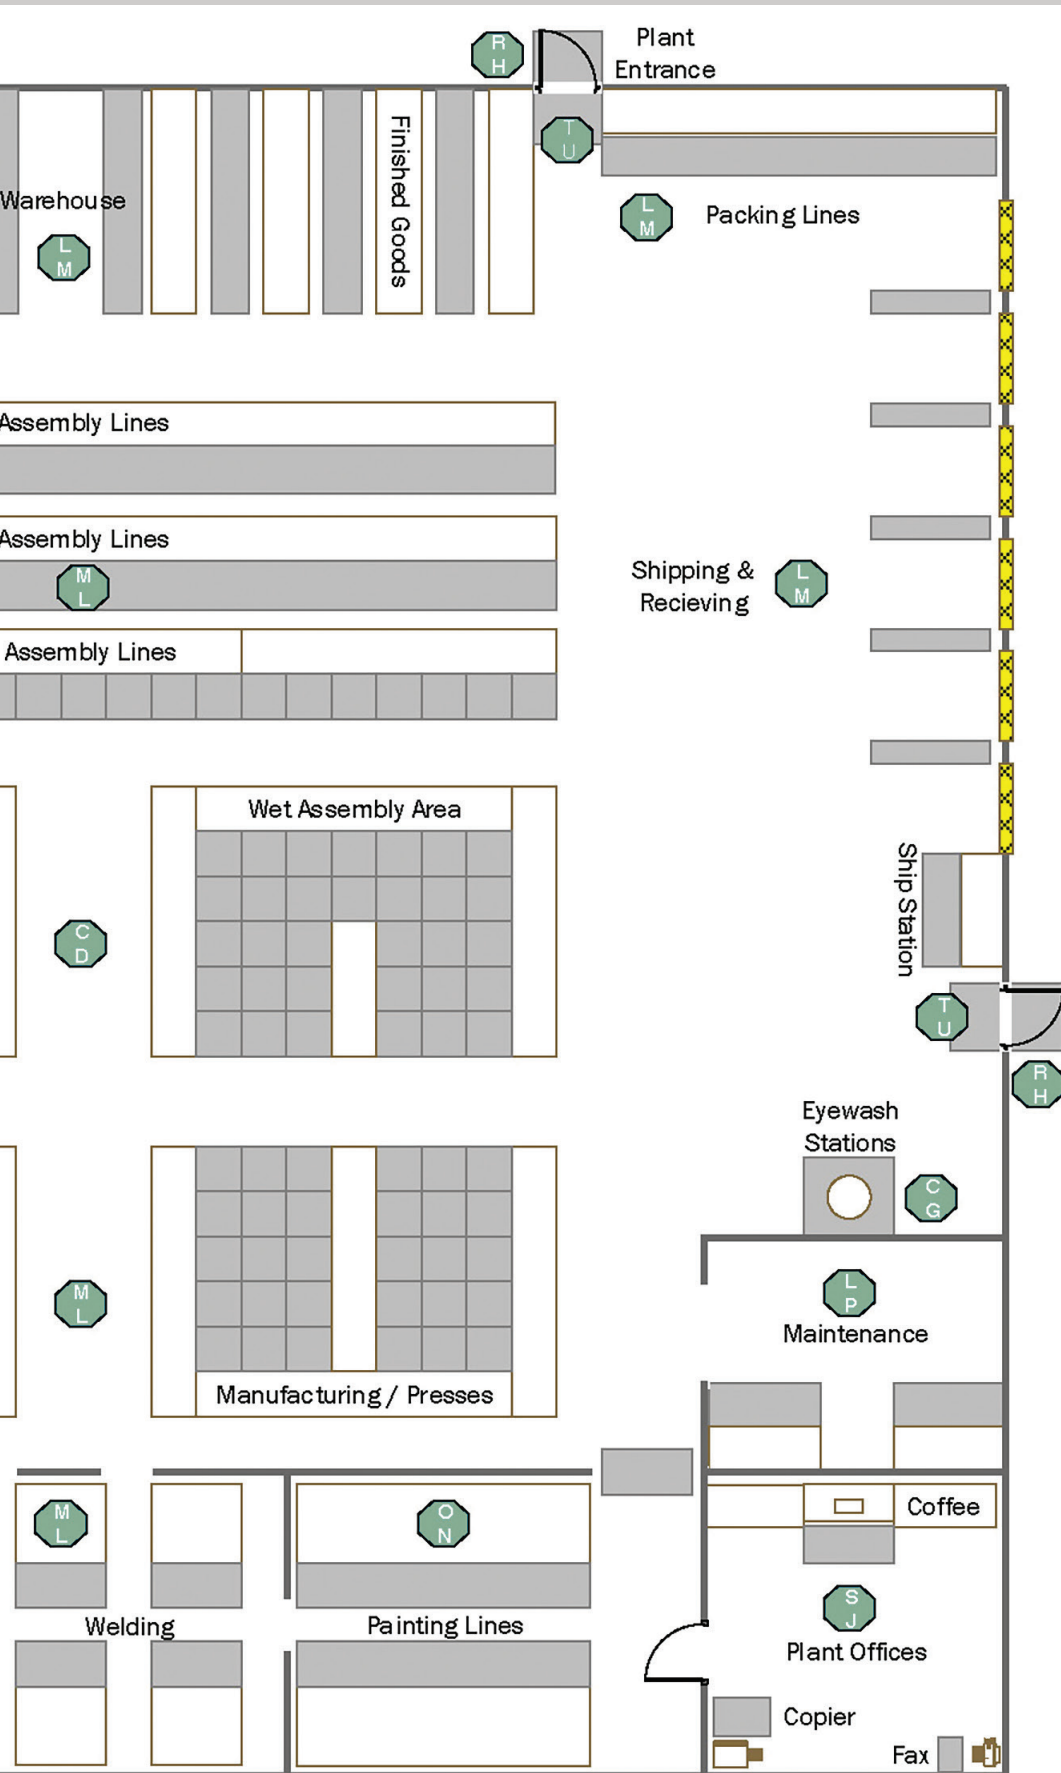 R
H
Plant
Entrance
T
U
Finished Goods
Warehouse
L
M
L
M
Packing Lines
Assembly Lines
Assembly Lines
M
L
Shipping &
Recieving
L
M
Assembly Lines
Wet Assembly Area
Ship Station
C
D
T
U
R
H
Eyewash
Stations
C
G
M
L
L
P
Maintenance
Manufacturing / Presses
M
L
O
N
Coffee
S
J
Welding
Painting Lines
Plant Offices
Copier
Fax